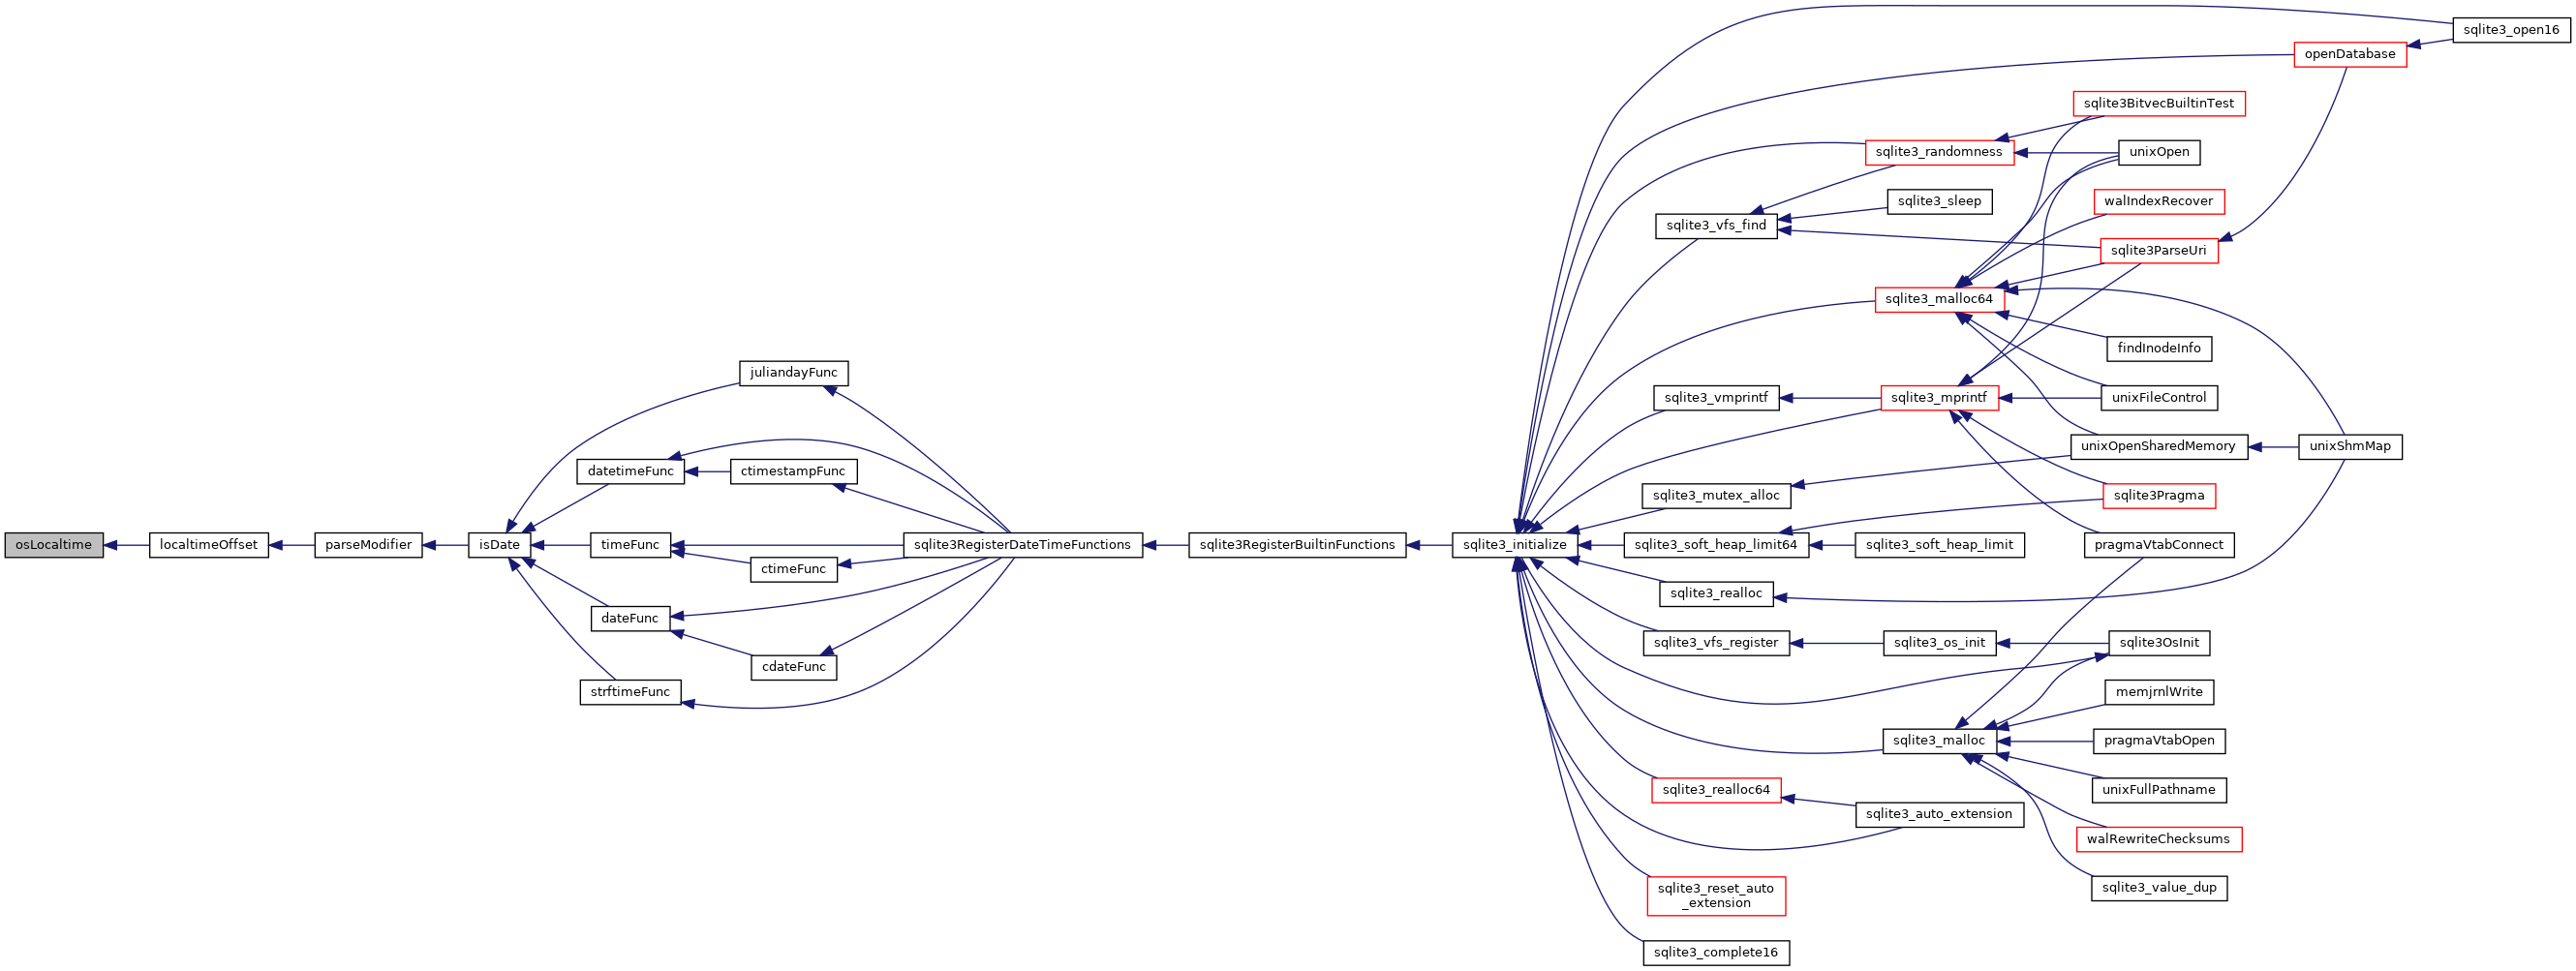 sqlite3_open16
openDatabase
sqlite3BitvecBuiltinTest
sqlite3_randomness
unixOpen
sqlite3_sleep
walIndexRecover
sqlite3_vfs_find
sqlite3ParseUri
sqlite3_malloc64
findInodeInfo
juliandayFunc
sqlite3_vmprintf
sqlite3_mprintf
unixFileControl
unixOpenSharedMemory
unixShmMap
datetimeFunc
ctimestampFunc
sqlite3_mutex_alloc
sqlite3Pragma
osLocaltime
localtimeOffset
parseModifier
isDate
timeFunc
sqlite3RegisterDateTimeFunctions
sqlite3RegisterBuiltinFunctions
sqlite3_initialize
sqlite3_soft_heap_limit64
sqlite3_soft_heap_limit
pragmaVtabConnect
ctimeFunc
sqlite3_realloc
dateFunc
sqlite3_vfs_register
sqlite3_os_init
sqlite3OsInit
cdateFunc
strftimeFunc
memjrnlWrite
sqlite3_malloc
pragmaVtabOpen
sqlite3_realloc64
unixFullPathname
sqlite3_auto_extension
walRewriteChecksums
sqlite3_reset_auto
_extension
sqlite3_value_dup
sqlite3_complete16